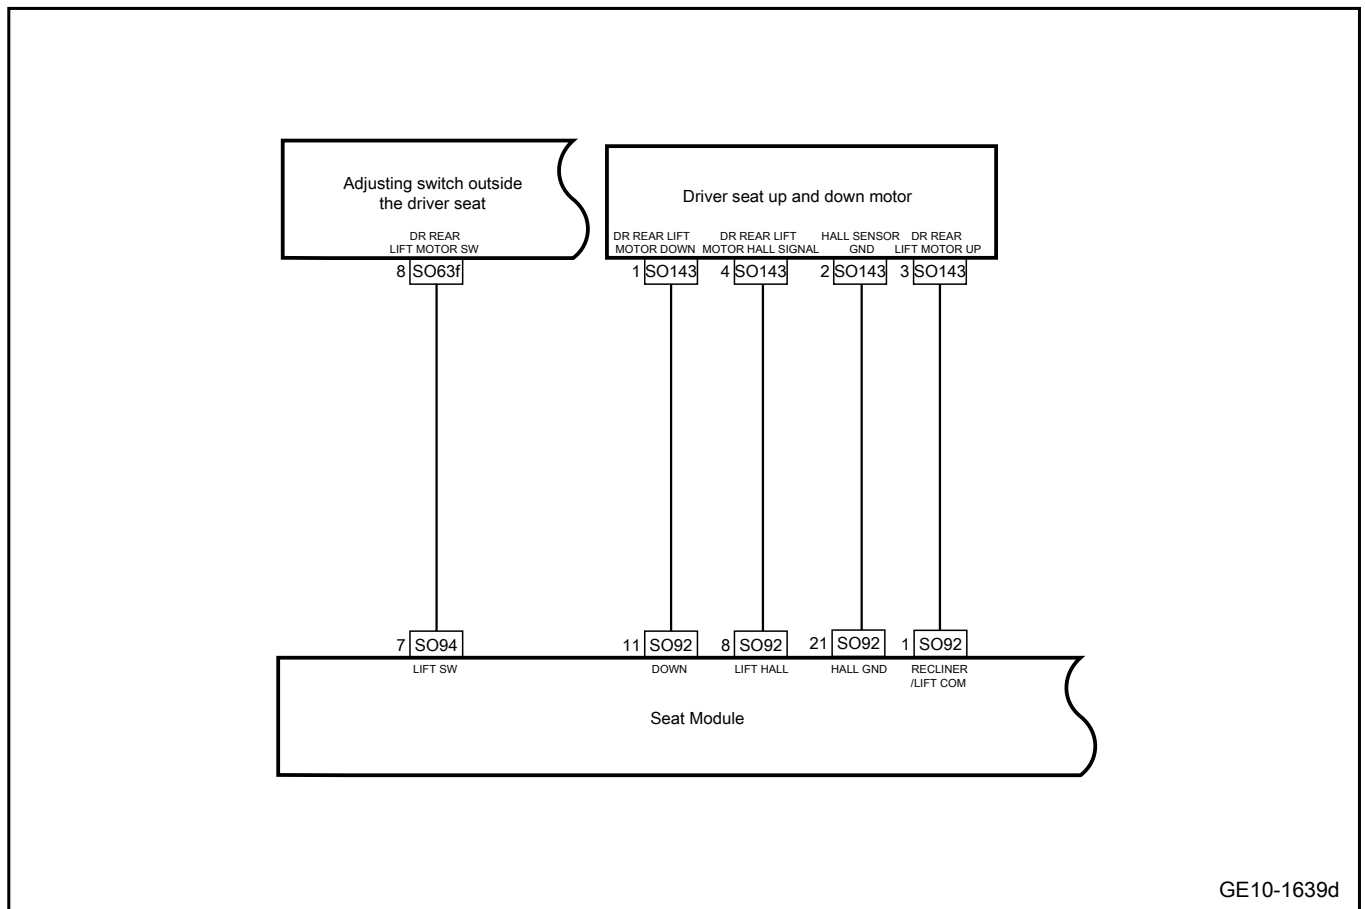 Adjusting switch outside
the driver seat
DR REAR
LIFT MOTOR SW
8 SO63f
Driver seat up and down motor
DR REAR LIFT
MOTOR DOWN
DR REAR LIFT
MOTOR HALL SIGNAL
HALL SENSOR
GND
DR REAR
LIFT MOTOR UP
1 SO143
4 SO143
2 SO143
3 SO143
7 SO94
11 SO92
8 SO92
21 SO92
1 SO92
LIFT SW
DOWN
LIFT HALL
HALL GND
RECLINER
/LIFT COM
Seat Module
GE10-1639d